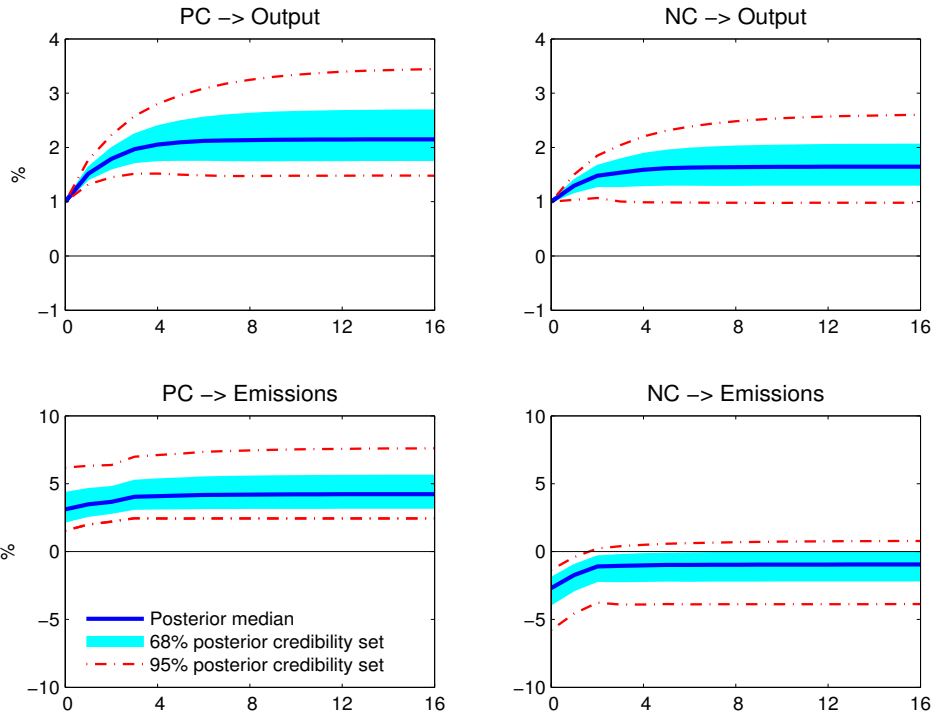 PC −> Output
NC −> Output
4
3
2
1
0
−1
%
0 4 8 12 16
4
3
2
1
0
−1
0 4 8 12 16
PC −> Emissions
NC −> Emissions
10
5
0
−5
−10
%
Posterior median
68% posterior credibility set
95% posterior credibility set
0 4 8 12 16
10
5
0
−5
−10
0 4 8 12 16